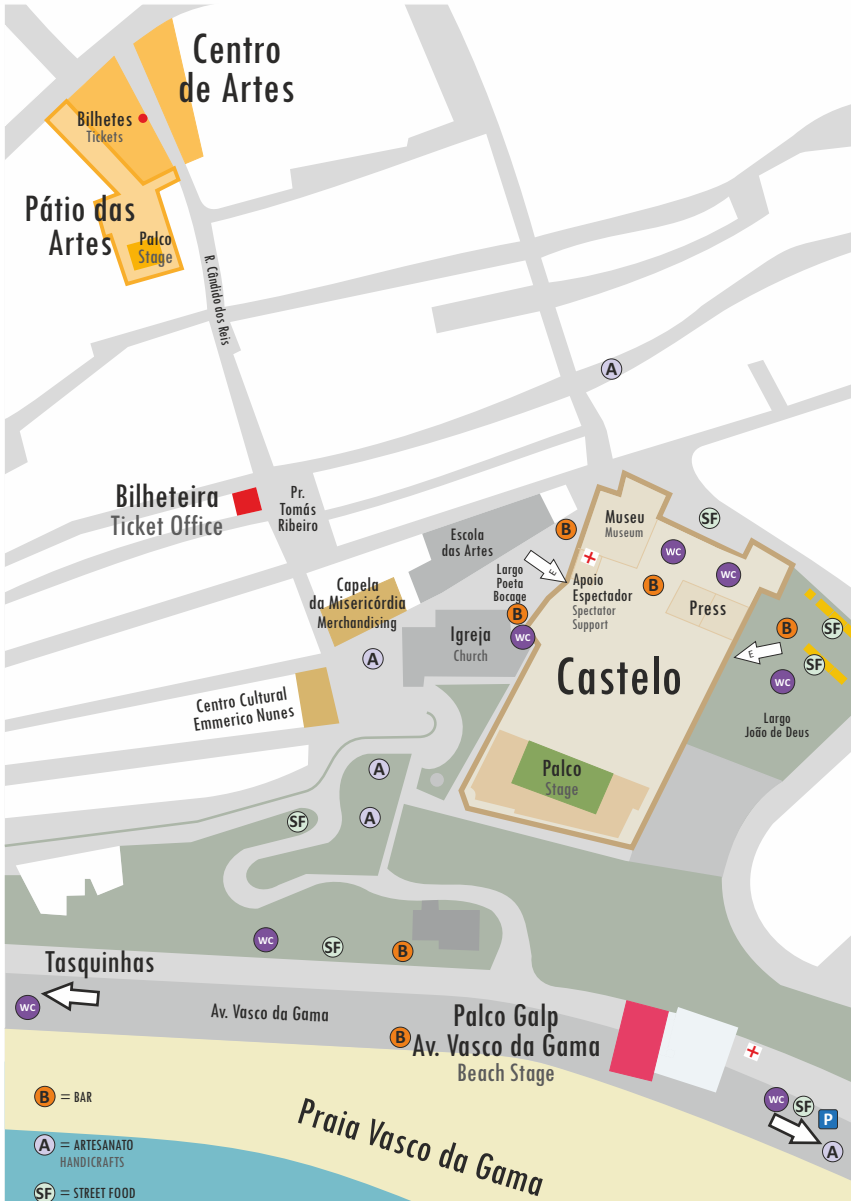 Centro
de Artes
Bilhetes
Tickets
Pátio das
Artes
Palco
Stage
R. Cândido dos Reis
A
Bilheteira
Ticket Office
Pr.
Tomás
Ribeiro
Escola
das Artes
B
Museu
Museum
SF
WC
WC
E
Largo
Poeta
Bocage
Apoio
Espectador
Spectator
Support
B
Press
Capela
da Misericórdia
Merchandising
B
WC
Igreja
Church
A
B
SF
SF
E
WC
Castelo
Largo
João de Deus
Centro Cultural
Emmerico Nunes
A
Palco
Stage
A
SF
WC
SF
B
Tasquinhas
WC
Av. Vasco da Gama
B
Palco Galp
Av. Vasco da Gama
Beach Stage
WC
SF
P
A
Praia Vasco da Gama
B = BAR
A = ARTESANATO
HANDICRAFTS
SF = STREET FOOD